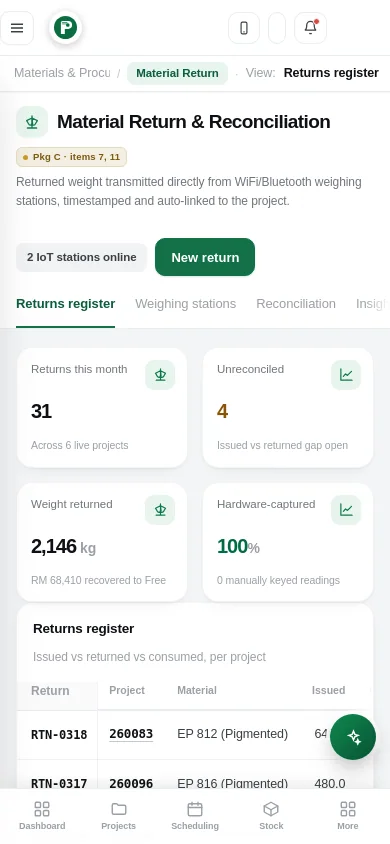 Materials & Procu / Material Return · View: Returns register
Material Return & Reconciliation
Pkg C · items 7, 11
Returned weight transmitted directly from WiFi/Bluetooth weighing
stations, timestamped and auto-linked to the project.
2 IoT stations online
New return
Returns register Weighing stations Reconciliation Insigh
Returns this month
31
Across 6 live projects
Unreconciled
4
Issued vs returned gap open
Weight returned
2,146 kg
RM 68,410 recovered to Free
Hardware-captured
100%
0 manually keyed readings
Returns register
Issued vs returned vs consumed, per project
Return Project Material Issued
RTN-0318 260083 EP 812 (Pigmented) 64
RTN-0317 260096 EP 816 (Pigmented) 480.0
Dashboard Projects Scheduling Stock More